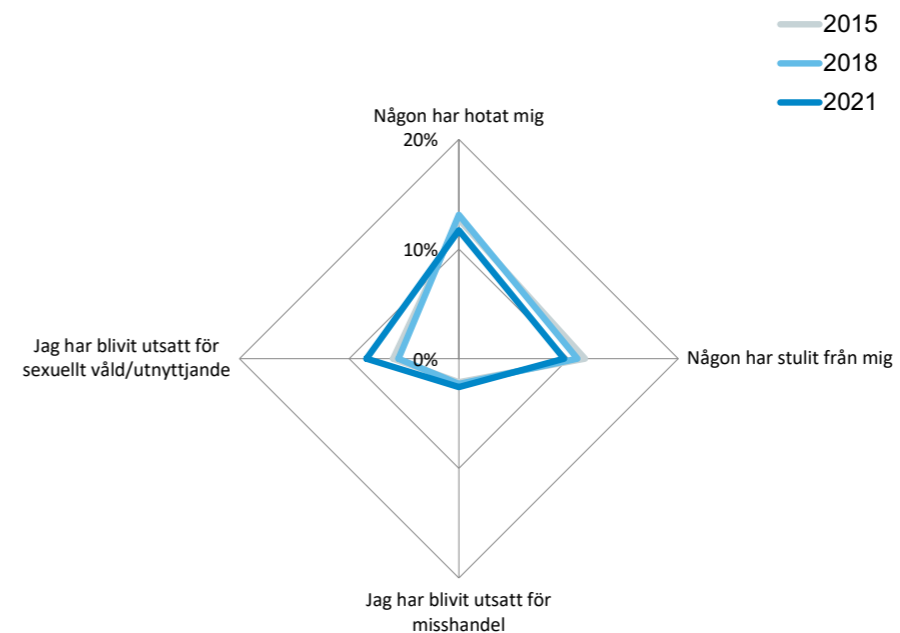 2015
2018
2021
Någon har hotat mig
20%
10%
0%
Jag har blivit utsatt för
sexuellt våld/utnyttjande
Någon har stulit från mig
Jag har blivit utsatt för
misshandel